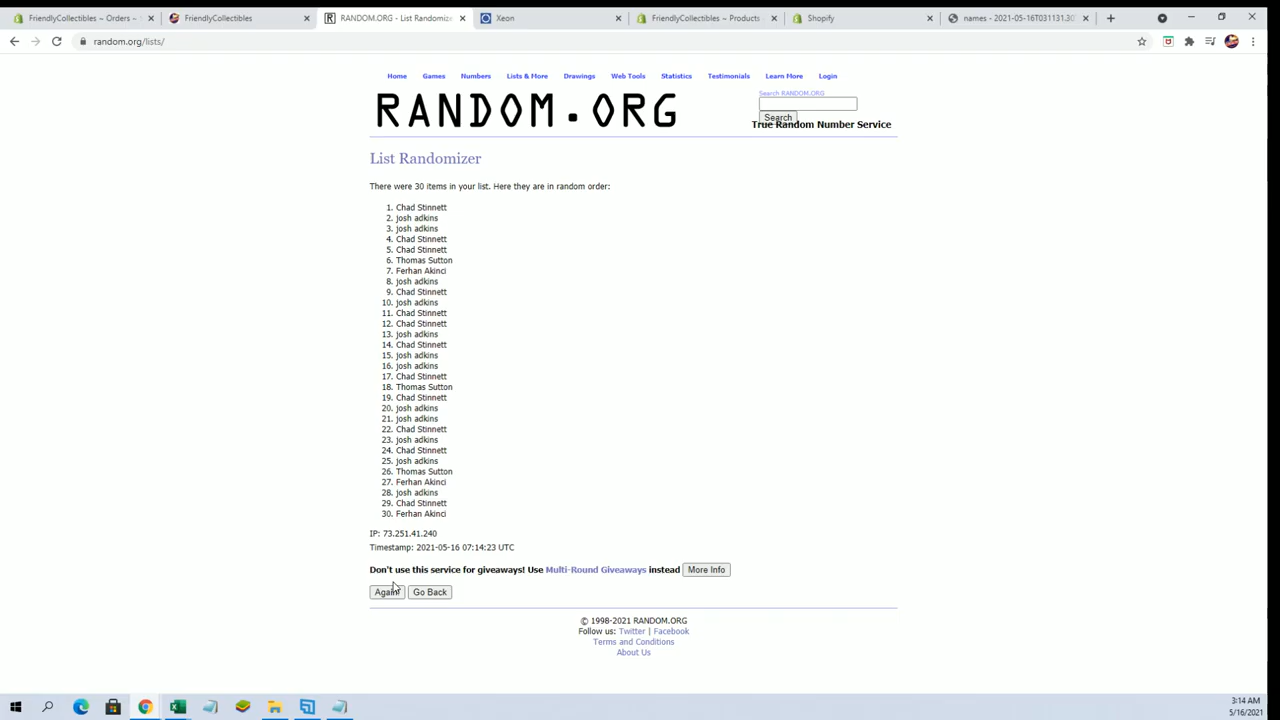 FriendlyCollectibles ~ Orders ~
FriendlyCollectibles
RANDOM.ORG - List Randomize
Xeon
FriendlyCollectibles ~ Products
Shopify
names - 2021-05-16T031131.30
random.org/lists/
Home Games Numbers Lists & More Drawings Web Tools Statistics Testimonials Learn More Login
RANDOM.ORG
Search RANDOM.ORG
Search
True Random Number Service
List Randomizer
There were 30 items in your list. Here they are in random order:
1. Chad Stinnett
2. josh adkins
3. josh adkins
4. Chad Stinnett
5. Chad Stinnett
6. Thomas Sutton
7. Ferhan Akinci
8. josh adkins
9. Chad Stinnett
10. josh adkins
11. Chad Stinnett
12. Chad Stinnett
13. josh adkins
14. Chad Stinnett
15. josh adkins
16. josh adkins
17. Chad Stinnett
18. Thomas Sutton
19. Chad Stinnett
20. josh adkins
21. josh adkins
22. Chad Stinnett
23. josh adkins
24. Chad Stinnett
25. josh adkins
26. Thomas Sutton
27. Ferhan Akinci
28. josh adkins
29. Chad Stinnett
30. Ferhan Akinci
IP: 73.251.41.240
Timestamp: 2021-05-16 07:14:23 UTC
Don't use this service for giveaways! Use Multi-Round Giveaways instead More Info
Again! Go Back
© 1998-2021 RANDOM.ORG
Follow us: Twitter | Facebook
Terms and Conditions
About Us
3:14 AM
5/16/2021